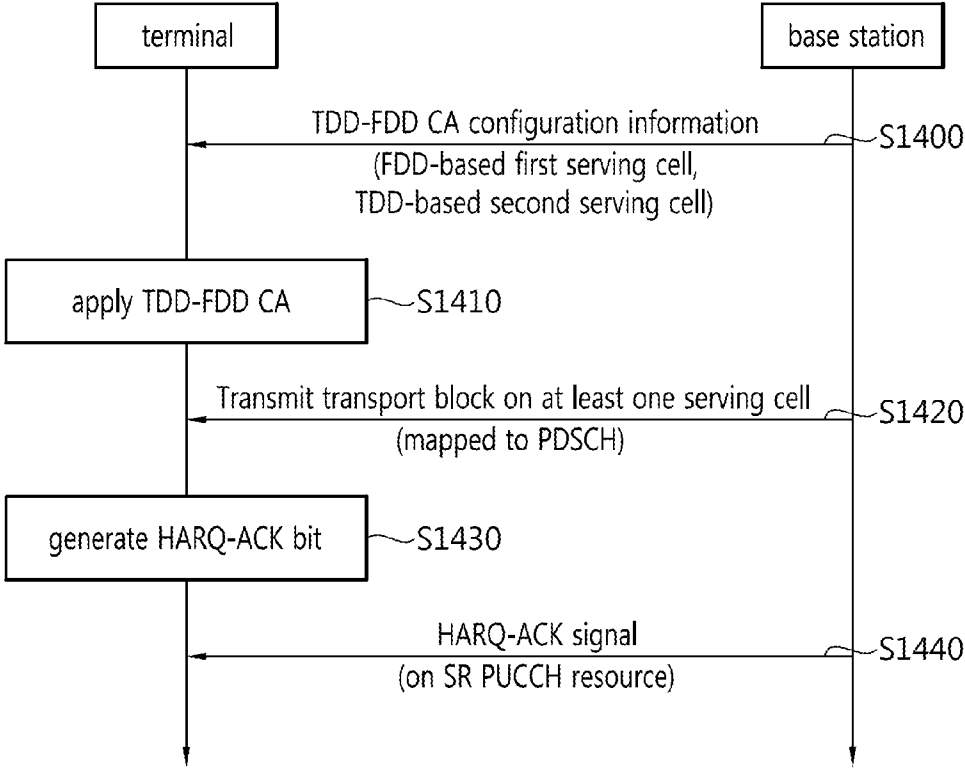 terminal
base station
TDD-FDD CA configuration information
S1400
(FDD-based first serving cell,
TDD-based second serving cell)
apply TDD-FDD CA
S1410
Transmit transport block on at least one serving cell
S1420
(mapped to PDSCH)
generate HARQ-ACK bit
S1430
HARQ-ACK signal
S1440
(on SR PUCCH resource)